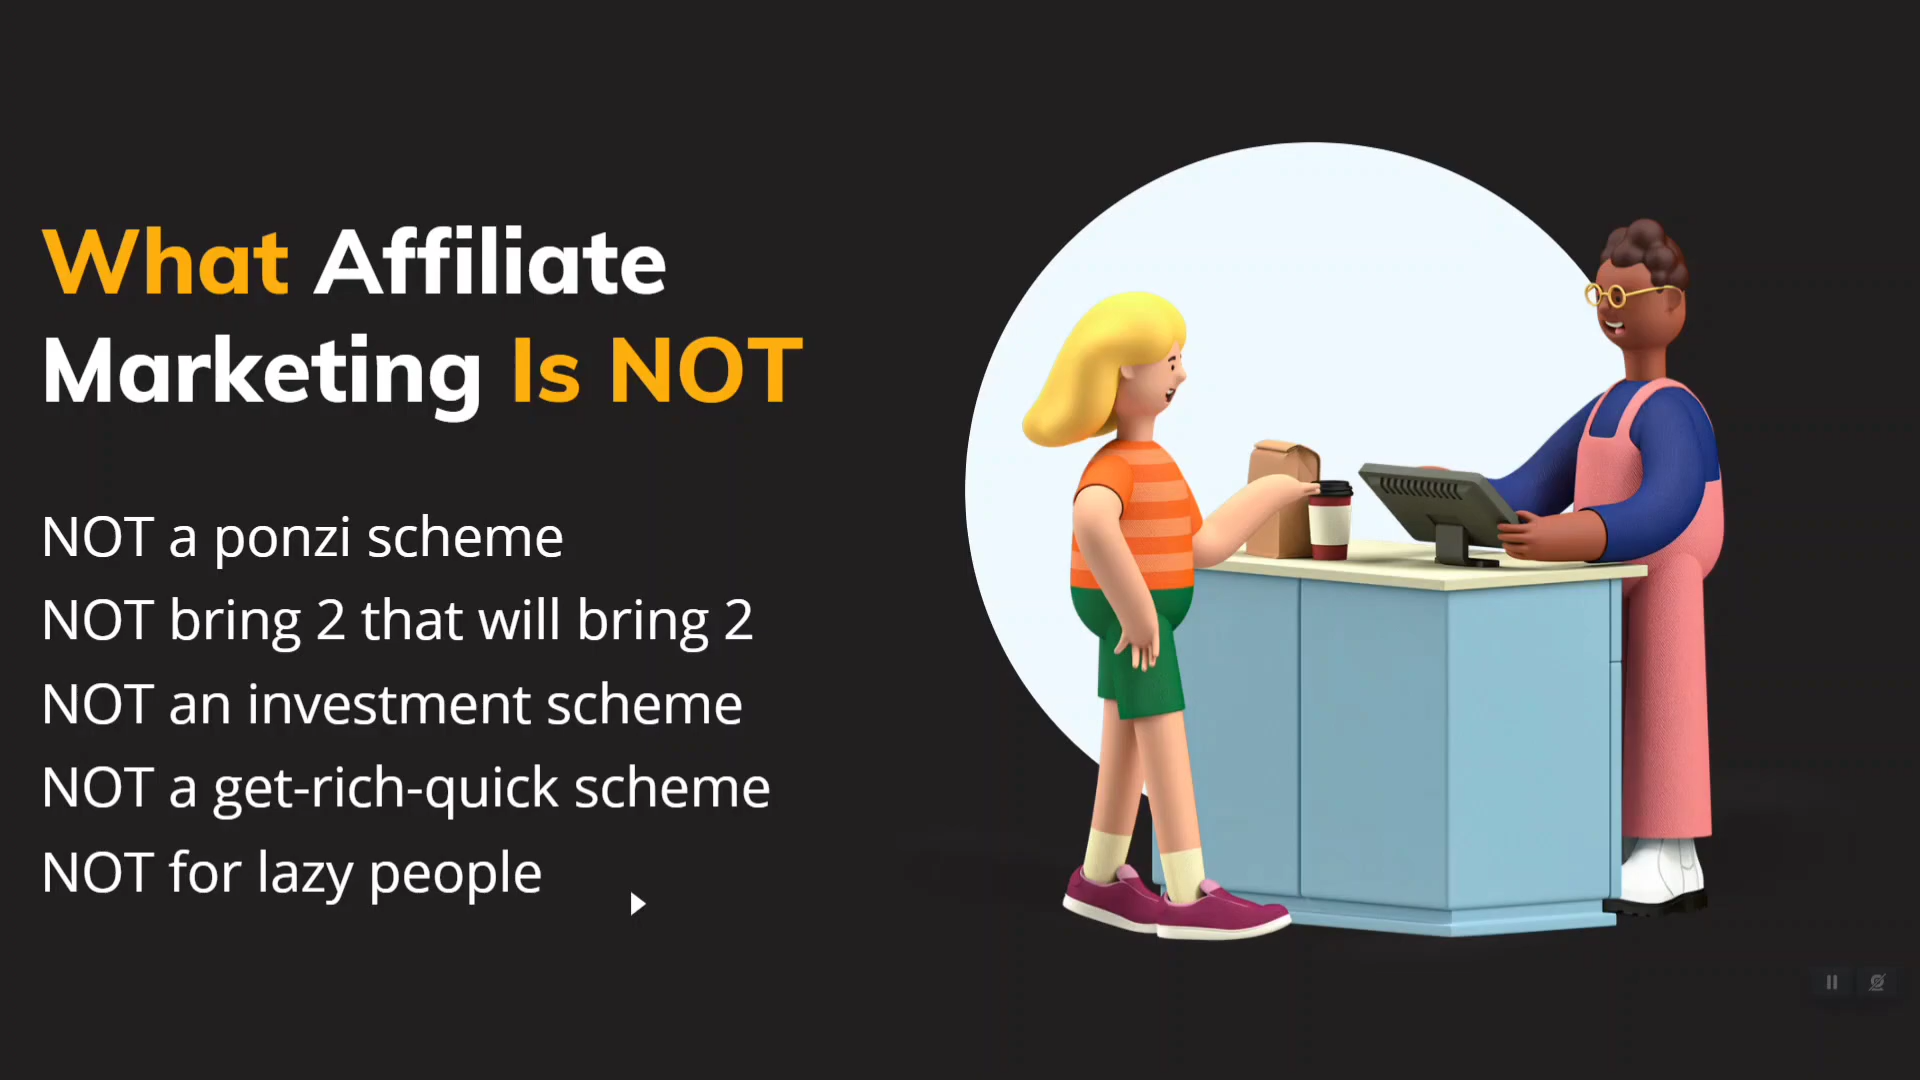 What Affiliate
Marketing Is NOT
NOT a ponzi scheme
NOT bring 2 that will bring 2
NOT an investment scheme
NOT a get-rich-quick scheme
NOT for lazy people